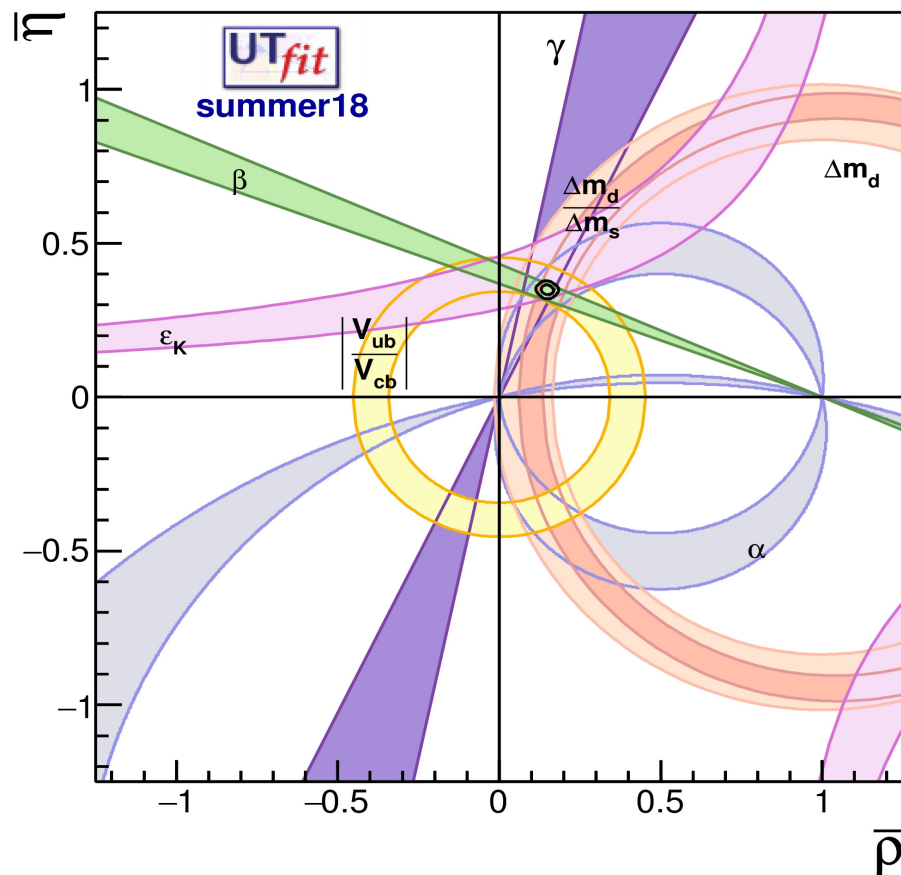 η̅
UTfit
summer18
γ
1
β
Δm_d
Δm_d
Δm_s
0.5
ε_K
|V_ub
V_cb|
0
α
−0.5
−1
−1
−0.5
0
0.5
1
ρ̅